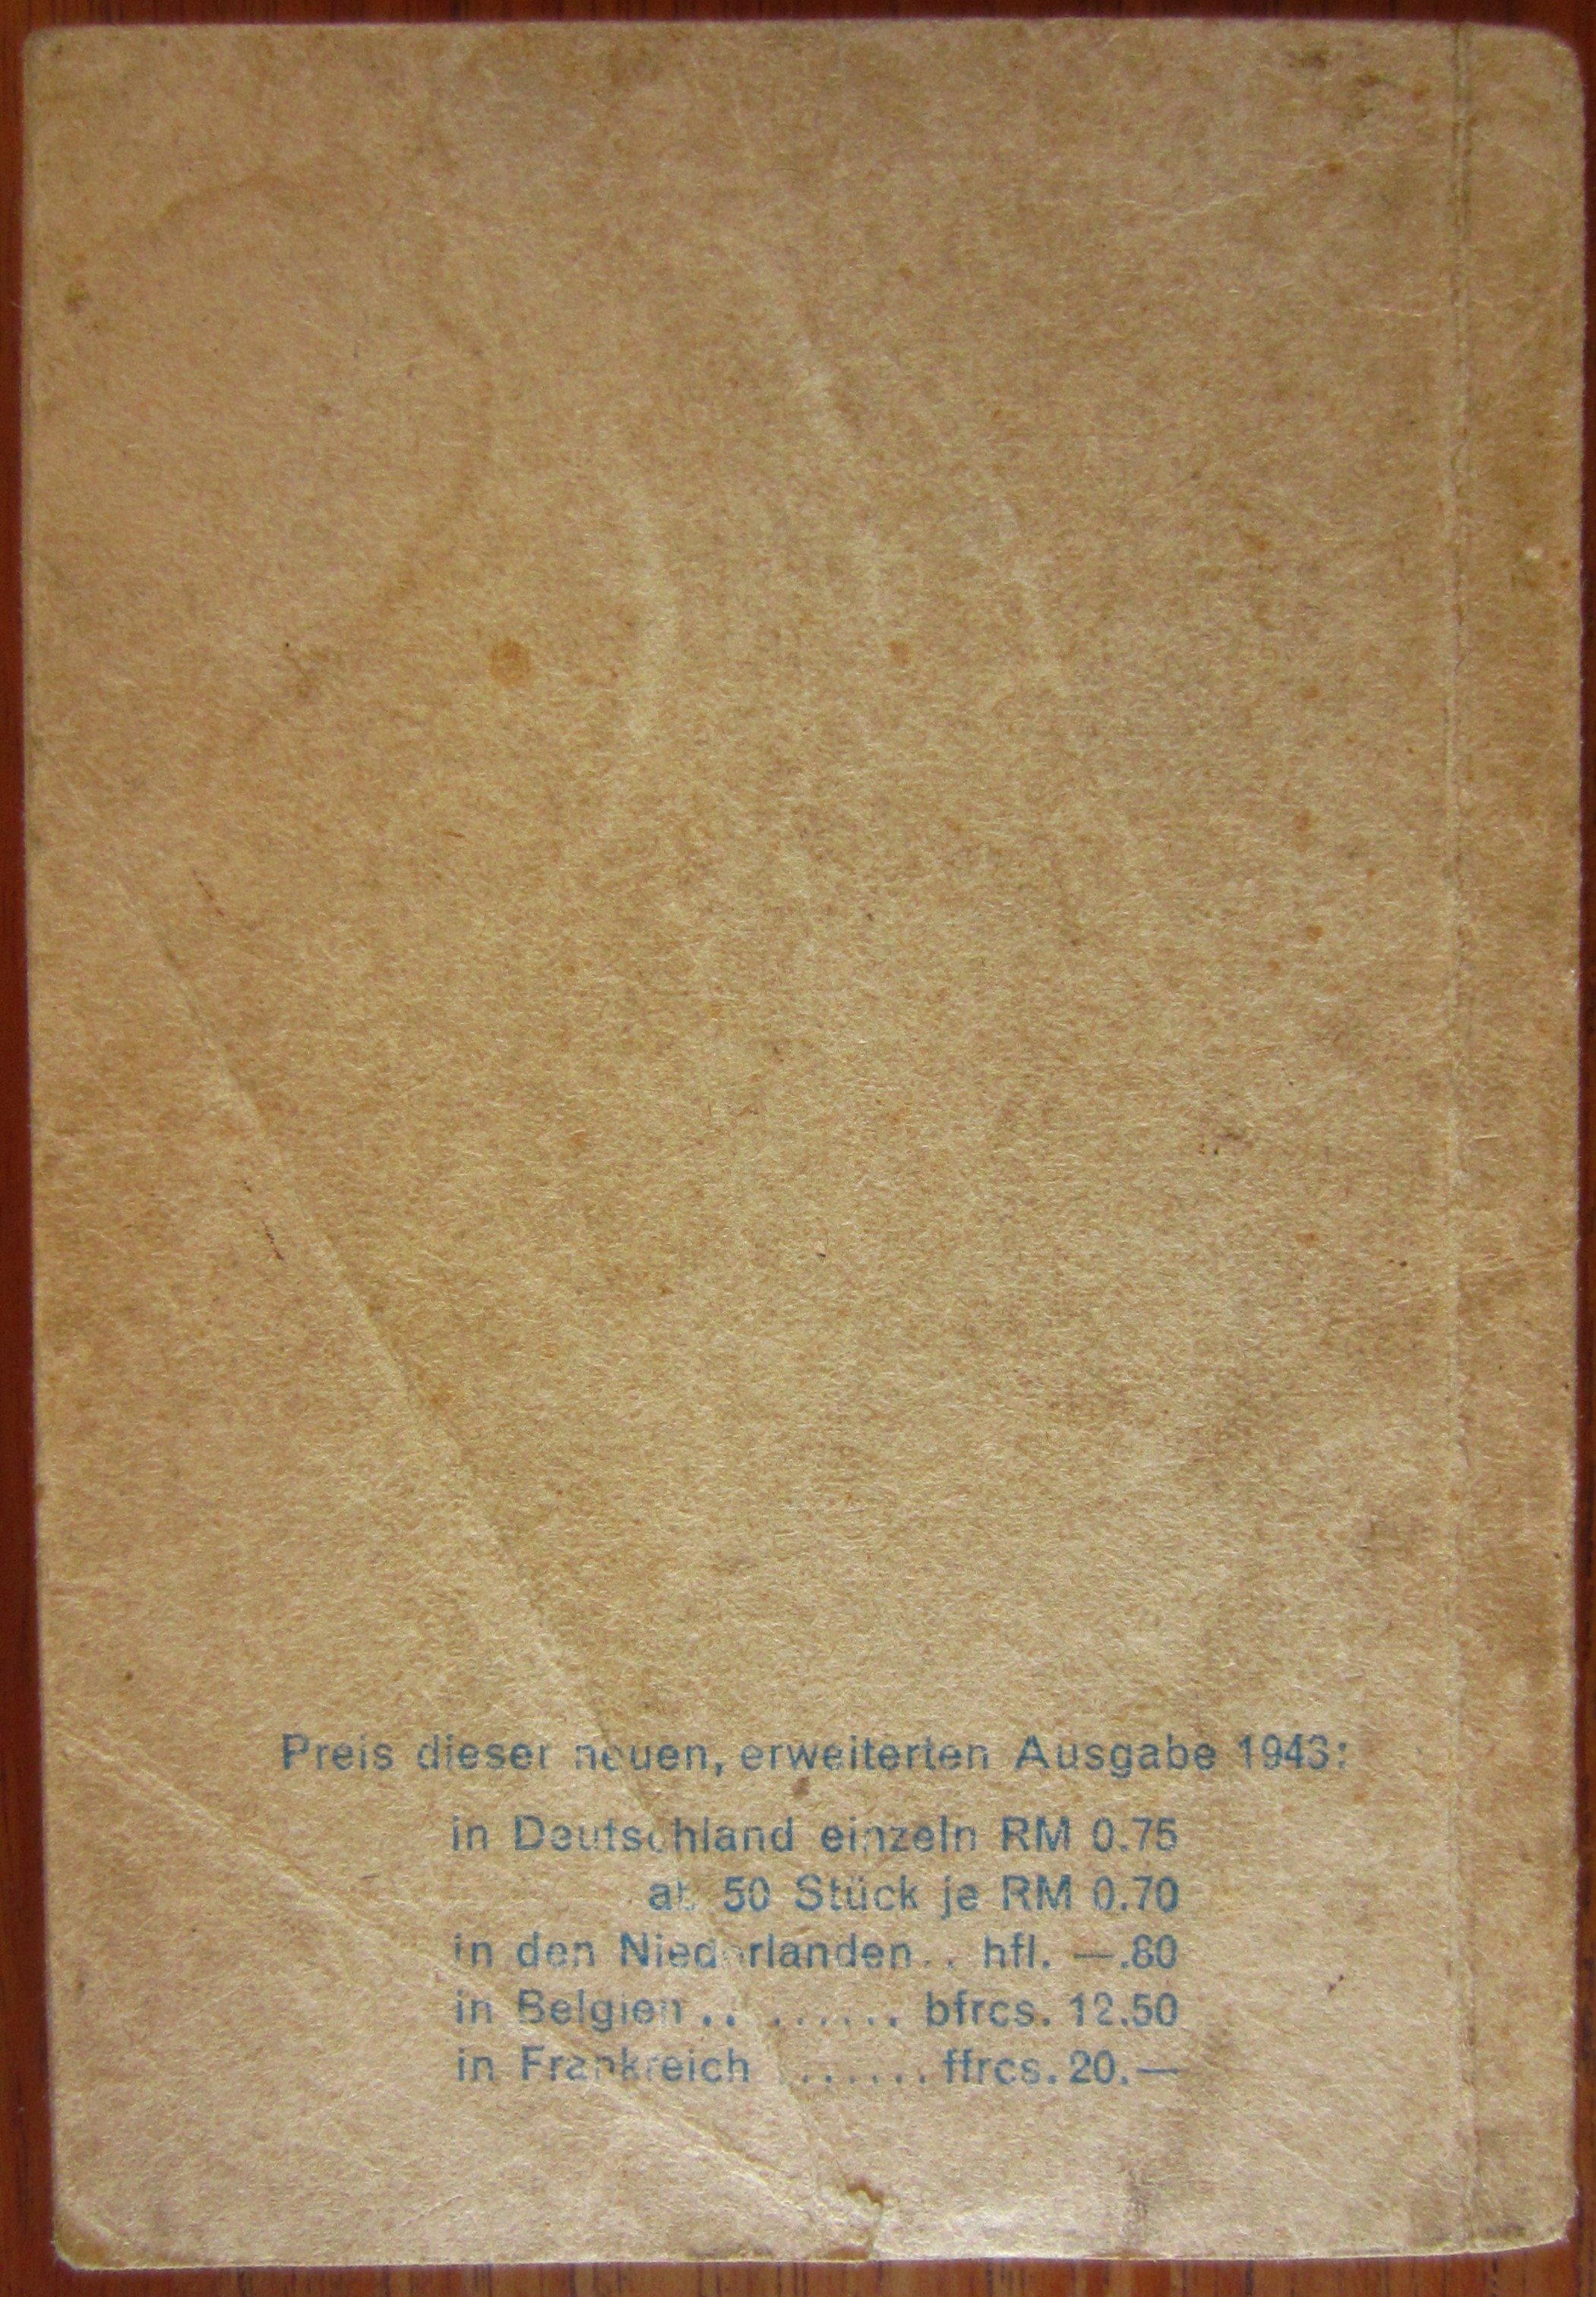 Preis dieser neuen, erweiterten Ausgabe 1943:
in Deutschland einzeln RM 0.75
ab 50 Stück je RM 0.70
in den Niederlanden.. hfl. —.60
in Belgien .. ...... bfrcs. 12.50
in Frankreich ....... ffrcs. 20.—